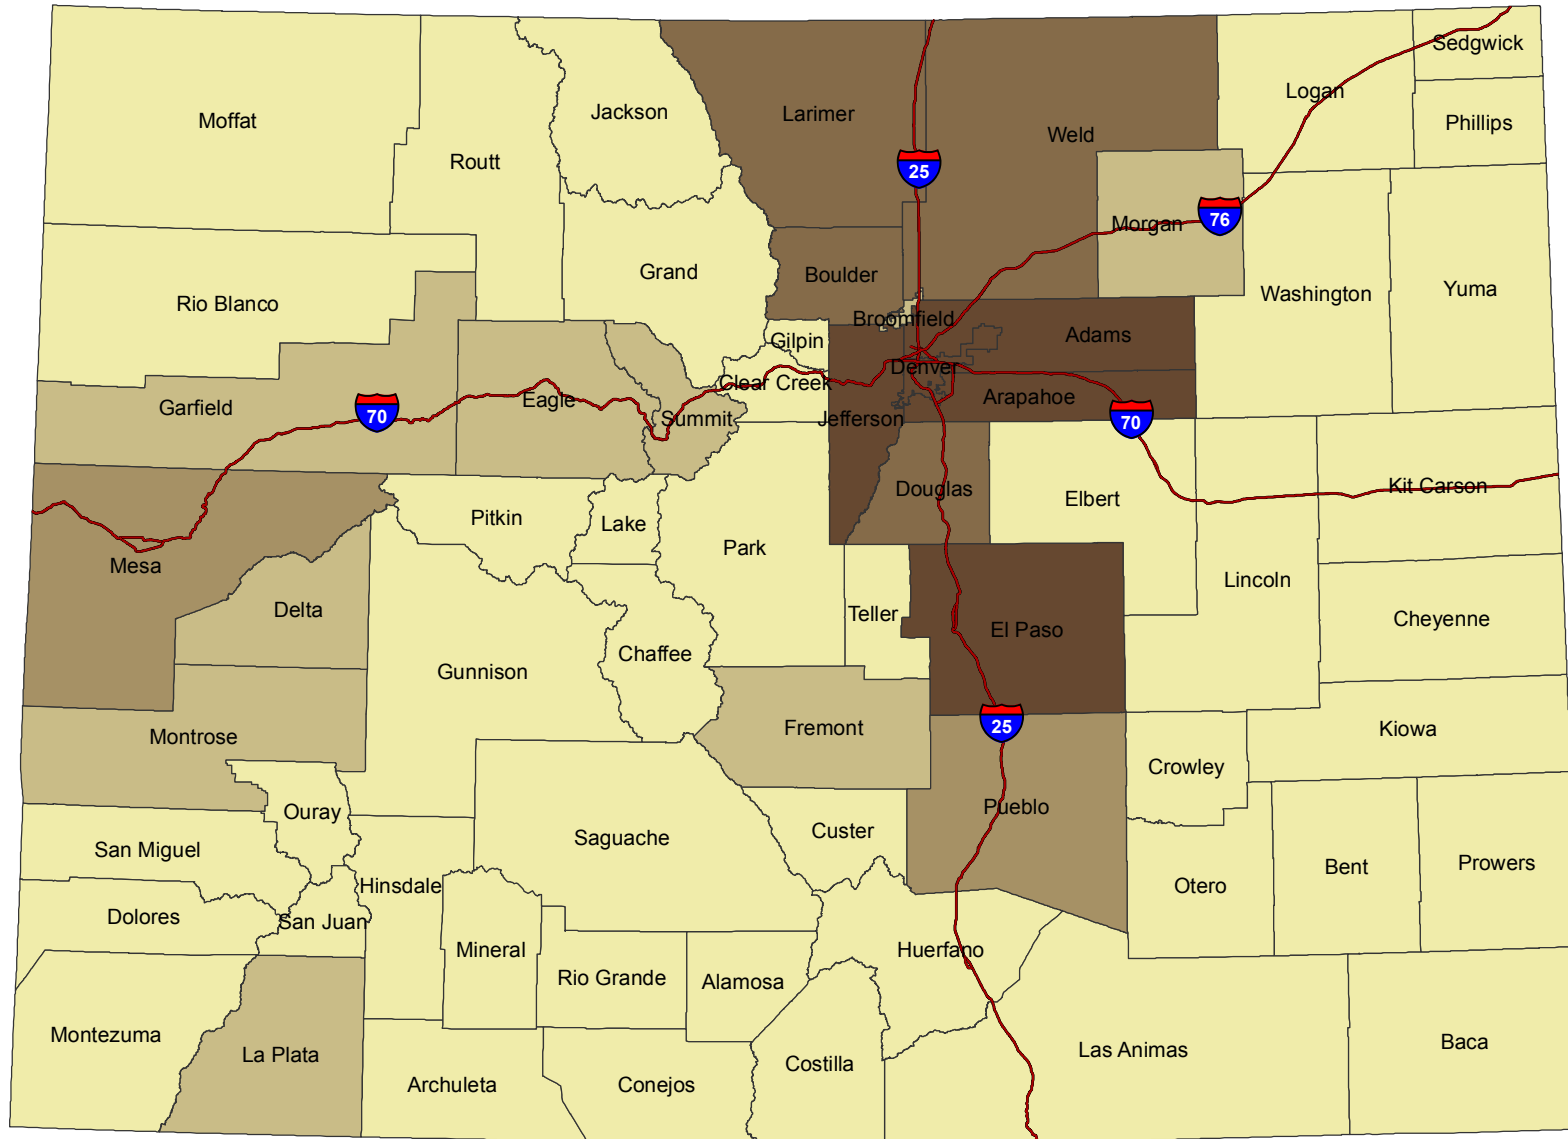 Sedgwick
Logan
Jackson
Larimer
Moffat
Phillips
Weld
Routt
25
76
Morgan
Grand
Boulder
Yuma
Washington
Rio Blanco
Broomfield
Adams
Gilpin
Denver
Clear Creek
Arapahoe
Eagle
Garfield
70
Summit
Jefferson
70
Kit Carson
Douglas
Elbert
Pitkin
Lake
Park
Mesa
Lincoln
Delta
Teller
Cheyenne
El Paso
Chaffee
Gunnison
25
Fremont
Kiowa
Montrose
Crowley
Pueblo
Ouray
Custer
Saguache
San Miguel
Prowers
Bent
Hinsdale
Otero
Dolores
San Juan
Mineral
Huerfano
Rio Grande
Alamosa
Montezuma
Baca
Las Animas
La Plata
Costilla
Archuleta
Conejos